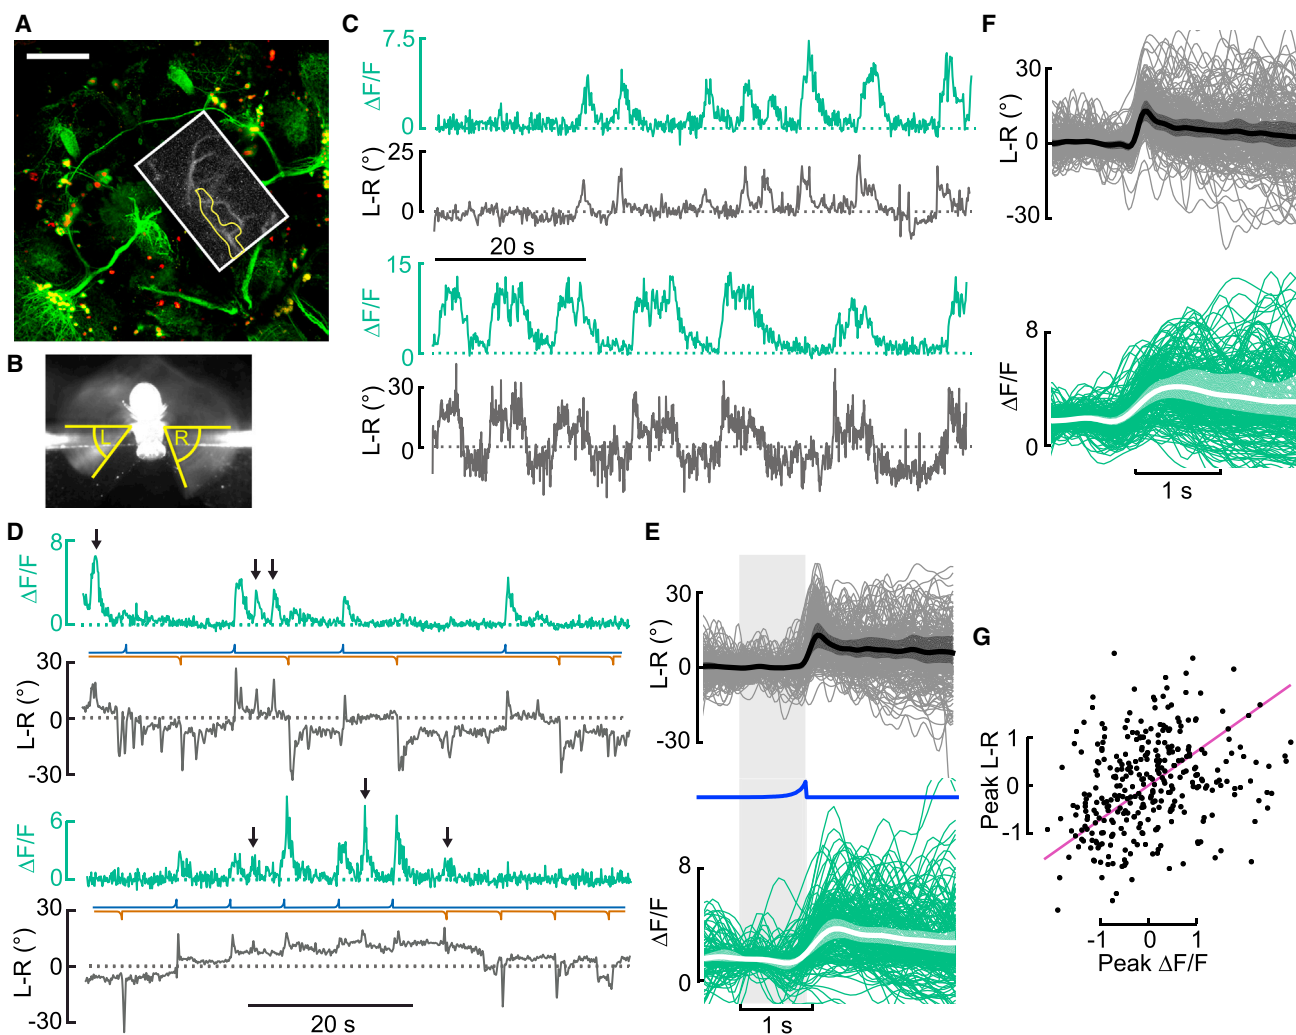 A
B
L
R
C
7.5
ΔF/F
0
25
L-R (°)
0
20 s
15
ΔF/F
0
30
L-R (°)
0
D
8
ΔF/F
0
30
L-R (°)
0
-30
6
ΔF/F
0
30
L-R (°)
0
-30
20 s
E
30
L-R (°)
0
-30
8
ΔF/F
0
1 s
F
30
L-R (°)
0
-30
8
ΔF/F
0
1 s
G
1
Peak L-R
0
-1
-1 0 1
Peak ΔF/F